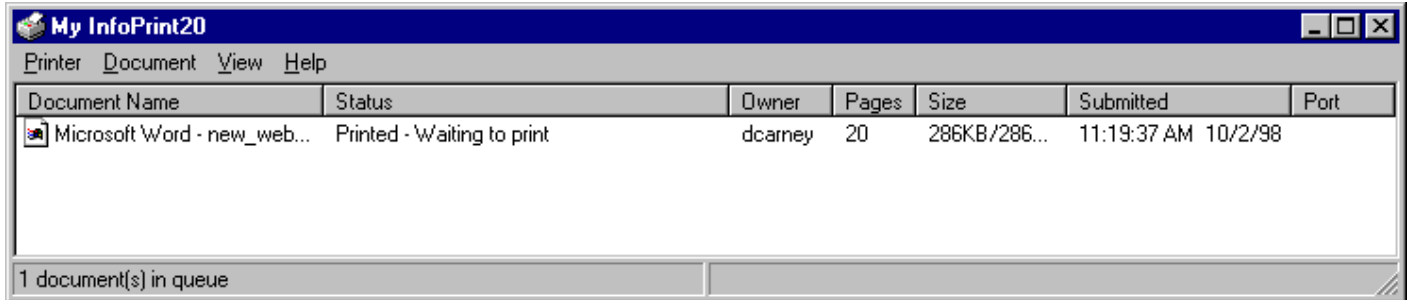 My InfoPrint20
Printer Document View Help
Document Name Status Owner Pages Size Submitted Port
Microsoft Word - new_web... Printed - Waiting to print dcarney 20 286KB/286... 11:19:37 AM 10/2/98
1 document(s) in queue